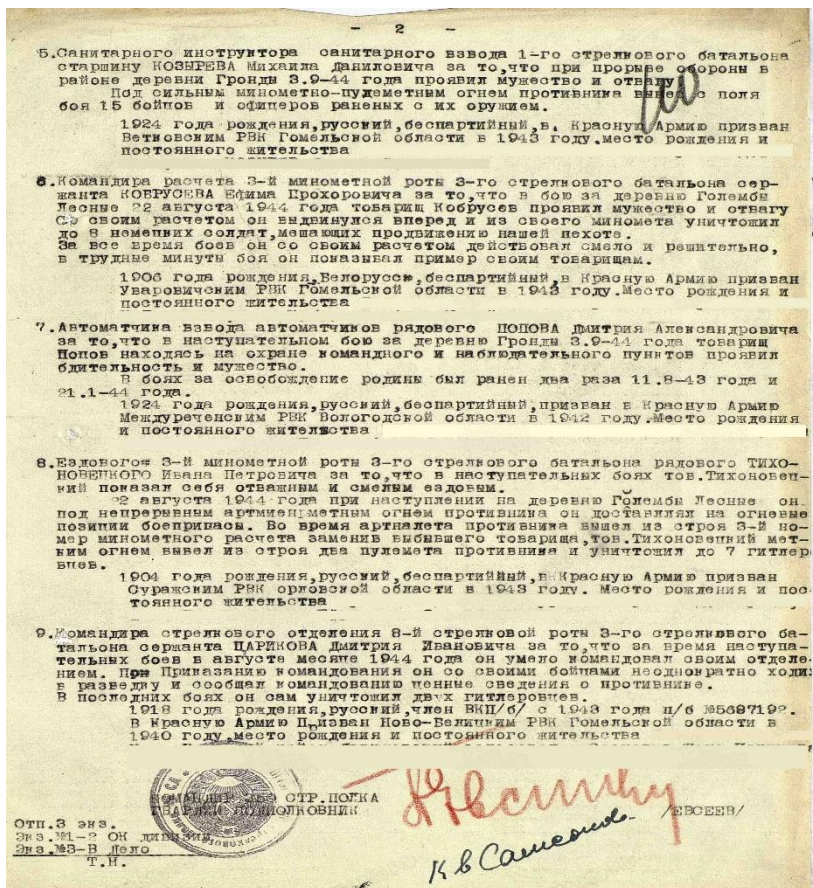 - 2 -
5.Санитарного инструктора санитарного взвода 1-го стрелкового батальона
старшину КОЗЫРЕВА Михаила Даниловича за то,что при прорыве обороны в
районе деревни Гронды 3.9-44 года проявил мужество и отвагу
Под сильным минометно-пудеметным огнем противника вынес с поля
боя 15 бойцов и офицеров раненых с их оружием.
1924 года рождения,русский,беспартийный,в. Красную Армию призван
Ветковским РВК Гомельской области в 1943 году.место рождения и
постоянного жительства
6.Командира расчета 3-й минометной роты 3-го стрелкового батальона сер-
жанта КОБРУСЕВА Ефима Прохоровича за то,что в бою за деревню Голембы
Лесные 22 августа 1944 года товарищ Кобрусев проявил мужество и отвагу
Со своим расчетом он выдвинулся вперед и из своего миномета уничтожил
до 8 немецких солдат,мешающих продвижению нашей пехоте.
За все время боев он со своим расчетом действовал смело и решительно,
в трудные минуты боя он показывал пример своим товарищам.
1906 года рождения,Белорусс,беспартийный,в Красную Армию призван
Уваровичским РВК Гомельской области в 1943 году.Место рождения и
постоянного жительства
7.Автоматчика взвода автоматчиков рядового ПОПОВА Дмитрия Александровича
за то,что в наступательном бою за деревню Гронды 3.9-44 года товарищ
Попов находясь на охране командного и наблюдательного пунктов проявил
бдительность и мужество.
В боях за освобождение родины был ранен два раза 11.8-43 года и
21.1-44 года.
1924 года рождения,русский,беспартийный,призван в Красную Армию
Междуреченским РВК Вологодской области в 1942 году.Место рождения
и постоянного жительства
8.Ездового 3-й минометной роты 3-го стрелкового батальона рядового ТИХО-
НОВЕЦКОГО Ивана Петровича за то,что в наступательных боях тов.Тихоновец-
кий показал себя отважным и смелым ездовым.
22 августа 1944 года при наступлении на деревню Голембы Лесные он
под непрерывным артминометным огнем противника он доставлял на огневые
позиции боеприпасы. Во время артналета противника вышел из строя 3-й но-
мер минометного расчета заменив выбывшего товарища,тов.Тихоновецкий мет-
ким огнем вывел из строя два пулемета противника и уничтожил до 7 гитлер
вцев.
1904 года рождения,русский,беспартийный,в Красную Армию призван
Суражским РВК орловской области в 1943 году. Место рождения и пос-
тоянного жительства
9.Командира стрелкового отделения 8-й стрелковой роты 3-го стрелкового ба-
тальона сержанта ЦАРИКОВА Дмитрия Ивановича за то,что за время наступа-
тельных боев в августе месяце 1944 года он умело командовал своим отделе
нием. При Приказанию командования он со своими бойцами неоднократно ходил
в разведку и сообщал командованию ценные сведения о противнике.
В последних боях он сам уничтожил двух гитлеровцев.
1918 года рождения,русский,член ВКП/б/ с 1943 года п/б №5687192.
В Красную Армию Призван Ново-Белицким РВК Гомельской области в
1940 году.место рождения и постоянного жительства
КОМАНДИР СТР.ПОЛКА
ГВАРДИИ ПОДПОЛКОВНИК /ЕВСЕЕВ/
Отп.3 экз.
Экз.№1-2 ОК дивизии
Экз.№3-В Дело
Т.Н.